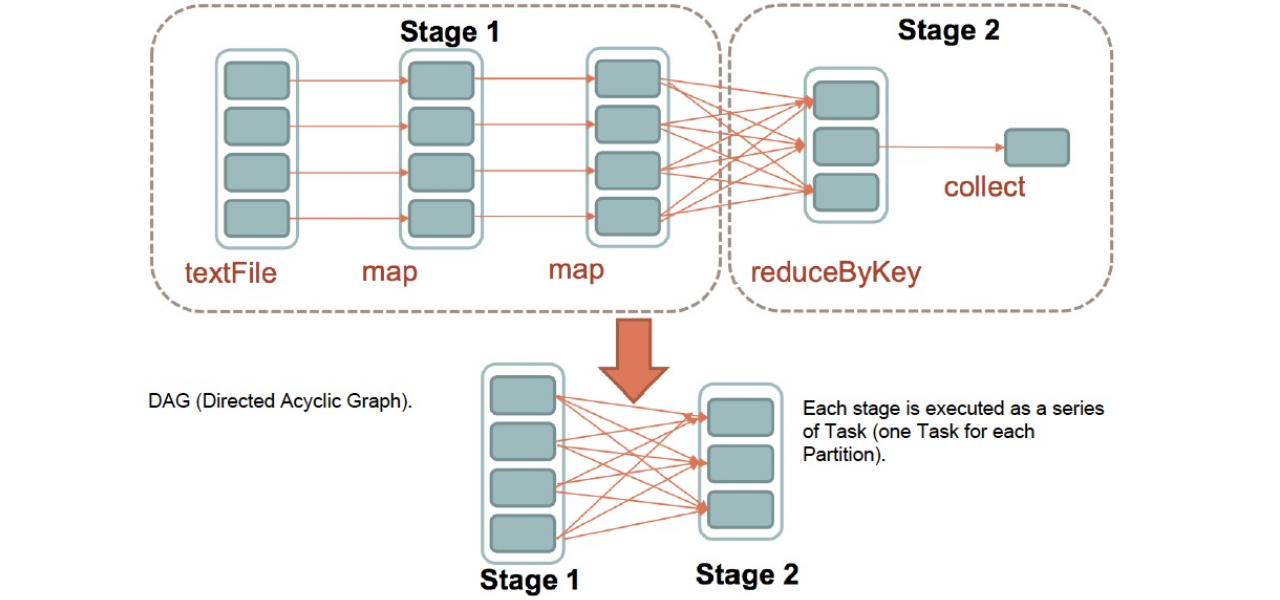 Stage 1
Stage 2
textFile
map
map
reduceByKey
collect
DAG (Directed Acyclic Graph).
Each stage is executed as a series
of Task (one Task for each
Partition).
Stage 1
Stage 2